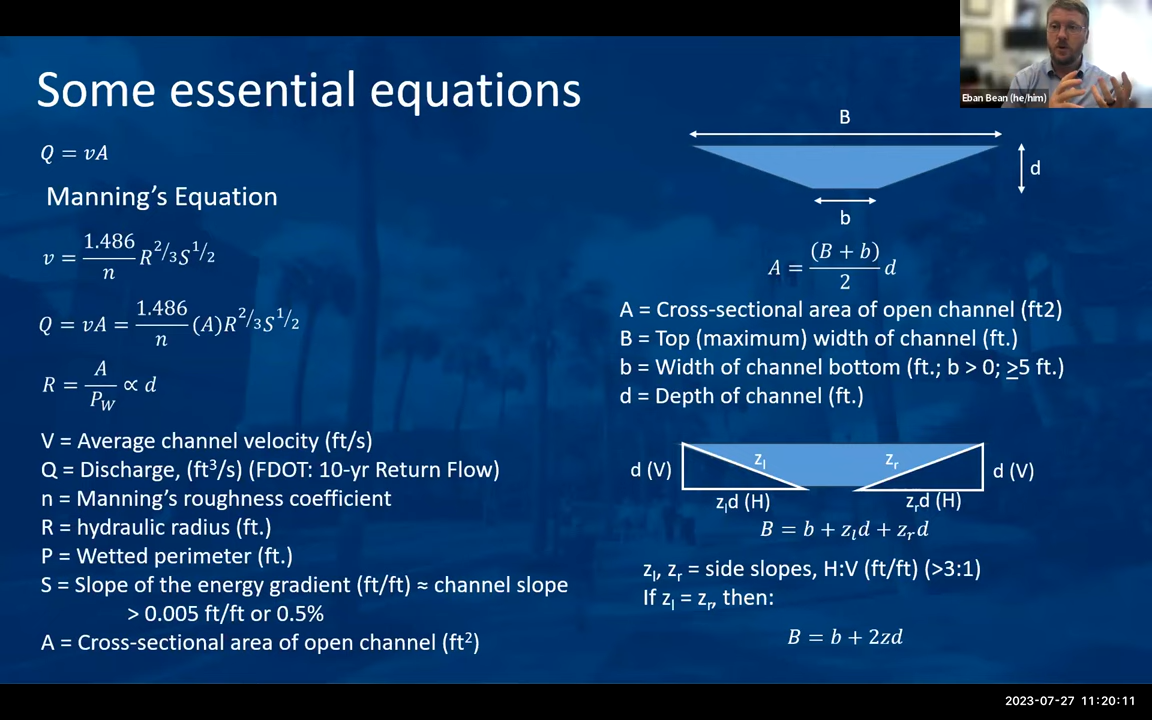 Some essential equations
Q = vA
Manning's Equation
v = 1.486/n R^2/3 S^1/2
Q = vA = 1.486/n (A)R^2/3 S^1/2
R = A/P_W ∝ d
V = Average channel velocity (ft/s)
Q = Discharge, (ft³/s) (FDOT: 10-yr Return Flow)
n = Manning's roughness coefficient
R = hydraulic radius (ft.)
P = Wetted perimeter (ft.)
S = Slope of the energy gradient (ft/ft) ≈ channel slope
> 0.005 ft/ft or 0.5%
A = Cross-sectional area of open channel (ft²)
Eban Bean (he/him)
B
d
b
A = (B + b)/2 d
A = Cross-sectional area of open channel (ft2)
B = Top (maximum) width of channel (ft.)
b = Width of channel bottom (ft.; b > 0; ≥5 ft.)
d = Depth of channel (ft.)
d (V) z_l z_r d (V)
z_ld (H) z_rd (H)
B = b + z_ld + z_rd
z_l, z_r = side slopes, H:V (ft/ft) (>3:1)
If z_l = z_r, then:
B = b + 2zd
2023-07-27 11:20:11